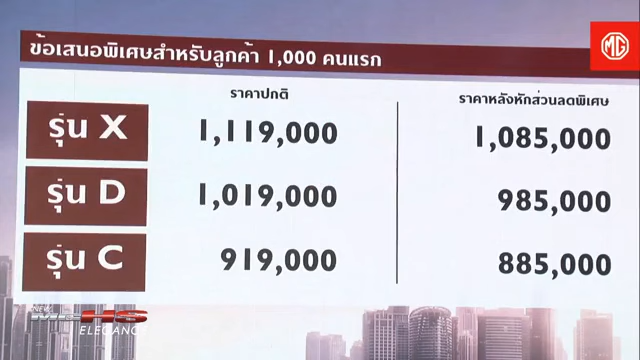 ข้อเสนอพิเศษสำหรับลูกค้า 1,000 คนแรก
MG
ราคาปกติ
ราคาหลังหักส่วนลดพิเศษ
รุ่น X 1,119,000 1,085,000
รุ่น D 1,019,000 985,000
รุ่น C 919,000 885,000
NEW
MG HS
ELEGANCE